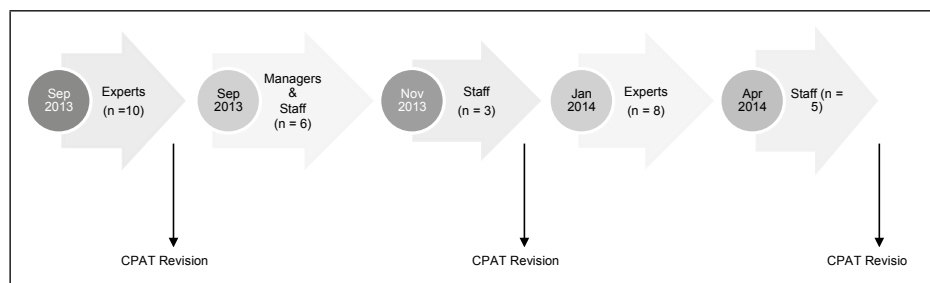 Sep
2013
Experts
(n =10)
Sep
2013
Managers
&
Staff
(n = 6)
Nov
2013
Staff
(n = 3)
Jan
2014
Experts
(n = 8)
Apr
2014
Staff (n =
5)
CPAT Revision
CPAT Revision
CPAT Revisio